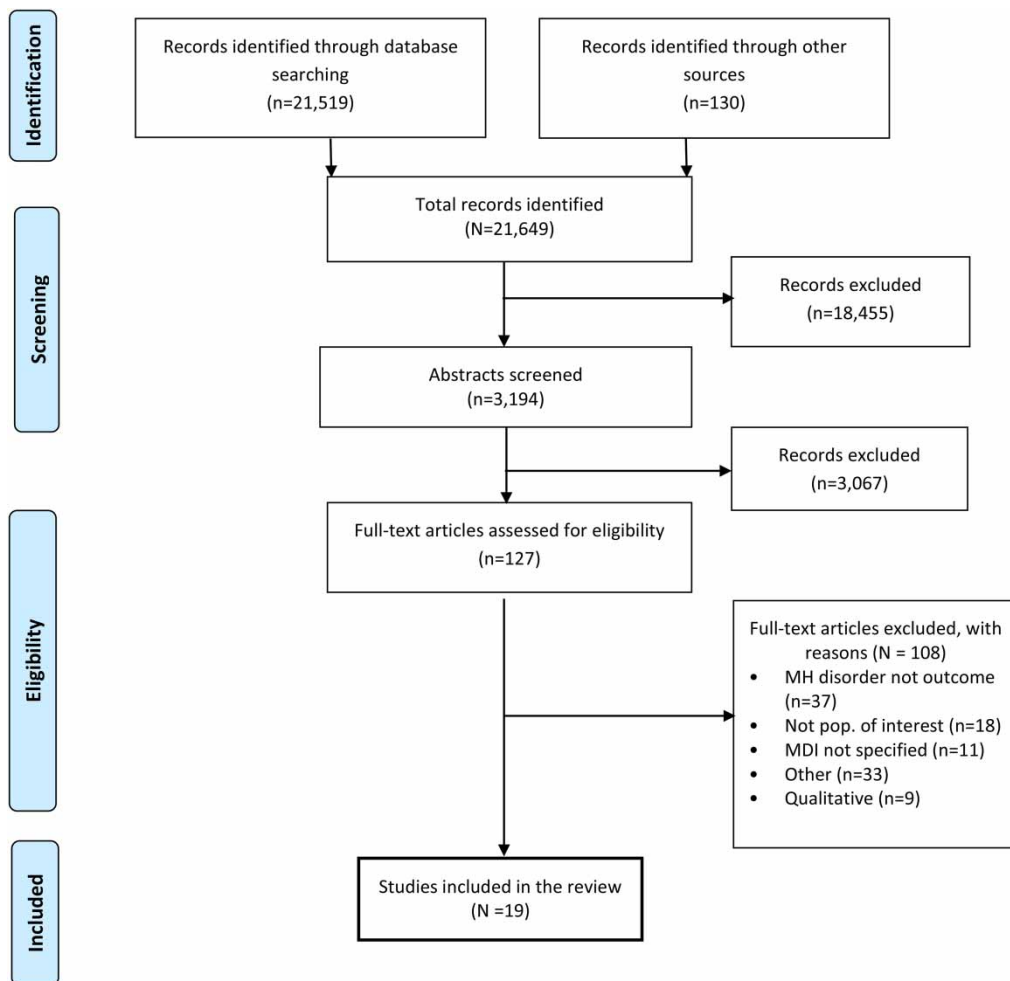 Identification
Records identified through database
searching
(n=21,519)
Records identified through other
sources
(n=130)
Total records identified
(N=21,649)
Screening
Records excluded
(n=18,455)
Abstracts screened
(n=3,194)
Records excluded
(n=3,067)
Eligibility
Full-text articles assessed for eligibility
(n=127)
Full-text articles excluded, with
reasons (N = 108)
• MH disorder not outcome
(n=37)
• Not pop. of interest (n=18)
• MDI not specified (n=11)
• Other (n=33)
• Qualitative (n=9)
Included
Studies included in the review
(N =19)